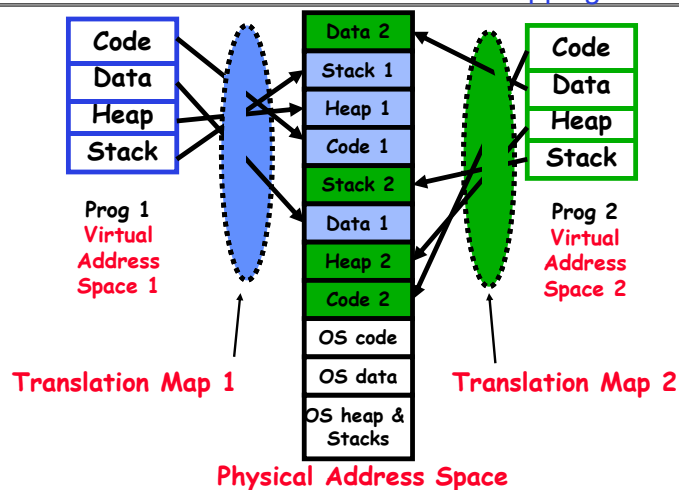 Code
Data
Heap
Stack
Prog 1
Virtual
Address
Space 1
Translation Map 1
Data 2
Stack 1
Heap 1
Code 1
Stack 2
Data 1
Heap 2
Code 2
OS code
OS data
OS heap &
Stacks
Physical Address Space
Code
Data
Heap
Stack
Prog 2
Virtual
Address
Space 2
Translation Map 2